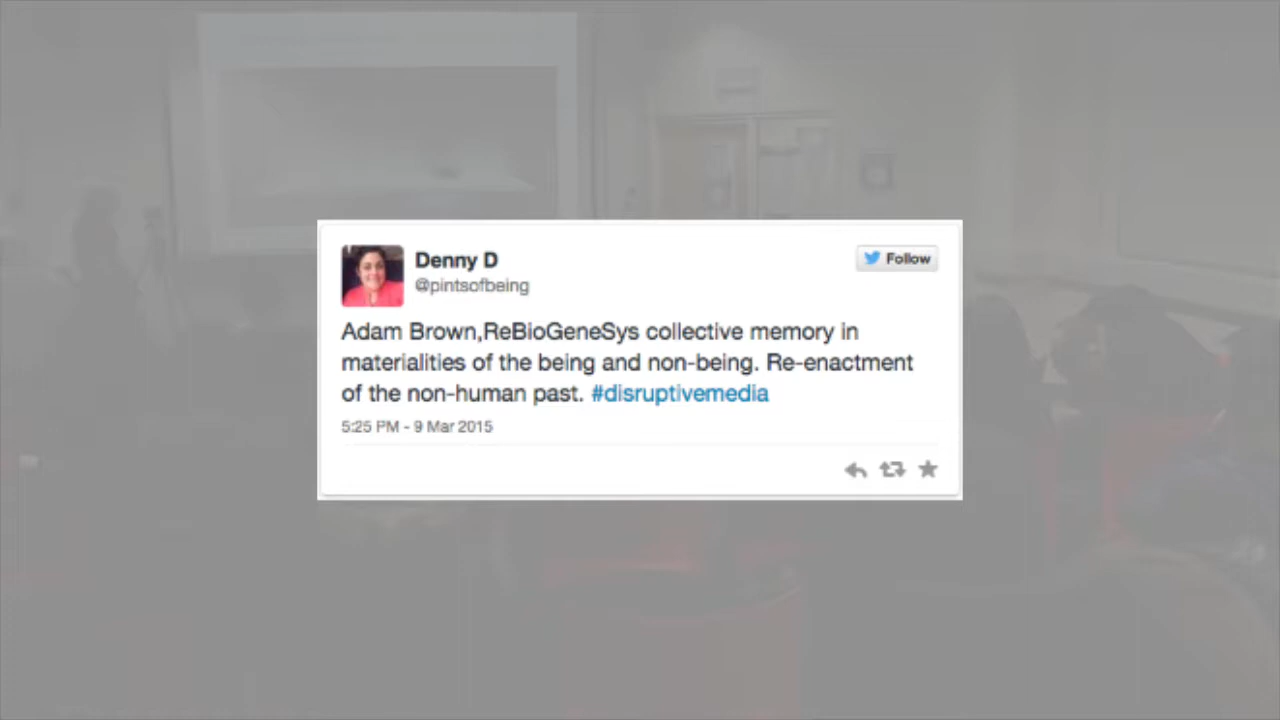 Denny D
Follow
@pintsofbeing
Adam Brown,ReBioGeneSys collective memory in
materialities of the being and non-being. Re-enactment
of the non-human past. #disruptivemedia
5:25 PM - 9 Mar 2015